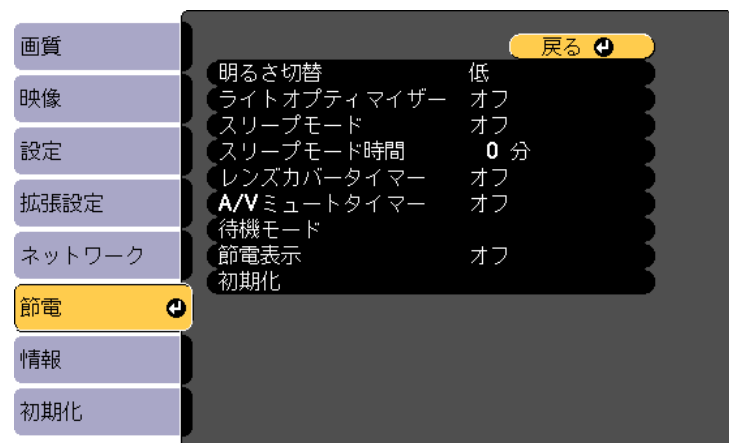 画質
映像
設定
拡張設定
ネットワーク
節電
情報
初期化
戻る
明るさ切替 低
ライトオプティマイザー オフ
スリープモード オフ
スリープモード時間 0 分
レンズカバータイマー オフ
A/Vミュートタイマー オフ
待機モード
節電表示 オフ
初期化